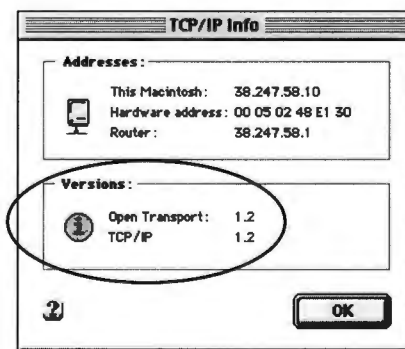 TCP/IP Info
Addresses:
This Macintosh: 38.247.58.10
Hardware address: 00 05 02 48 E1 30
Router: 38.247.58.1
Versions:
Open Transport: 1.2
TCP/IP 1.2
OK